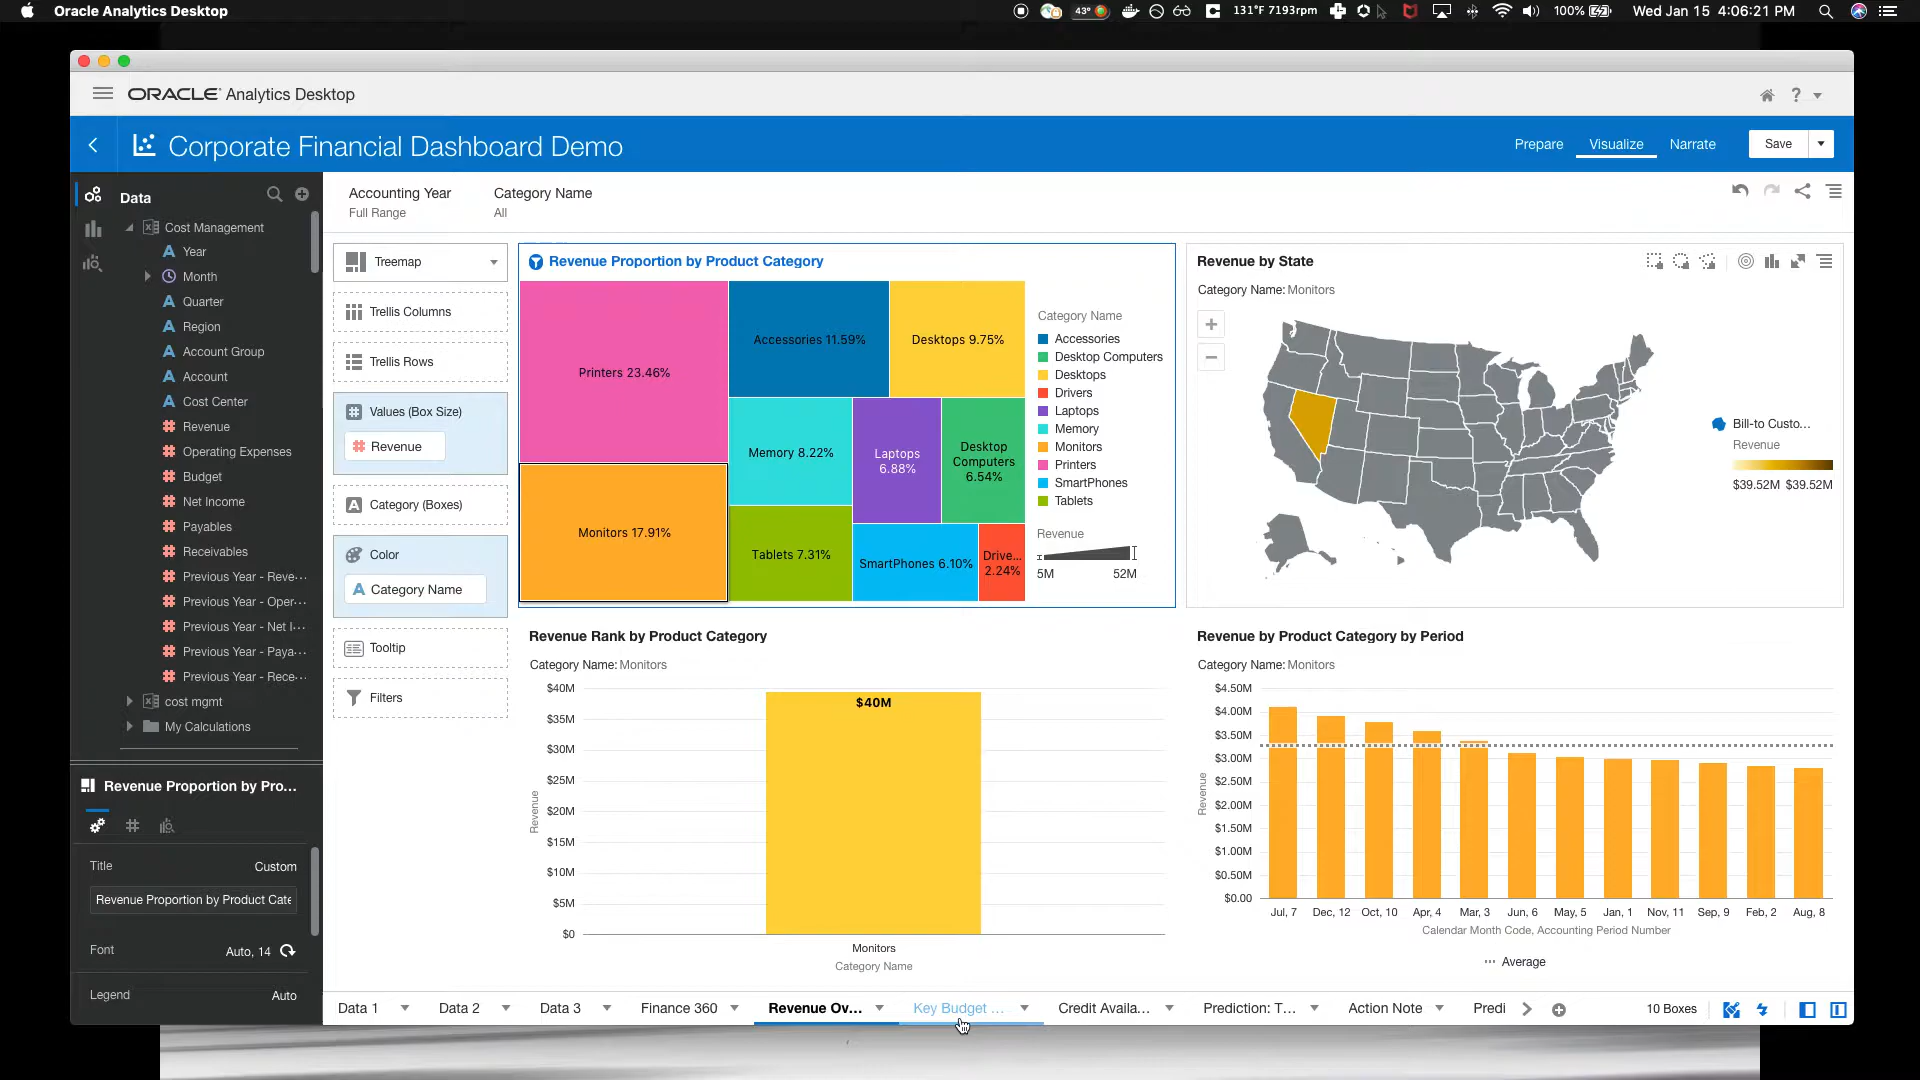 Oracle Analytics Desktop
43°
131°F 7193rpm
100%
Wed Jan 15 4:06:21 PM
ORACLE Analytics Desktop
?
Corporate Financial Dashboard Demo
Prepare
Visualize
Narrate
Save
Data
Cost Management
Year
Month
Quarter
Region
Account Group
Account
Cost Center
Revenue
Operating Expenses
Budget
Net Income
Payables
Receivables
Previous Year - Reve···
Previous Year - Oper···
Previous Year - Net I···
Previous Year - Paya···
Previous Year - Rece···
cost mgmt
My Calculations
Revenue Proportion by Pro...
Title
Custom
Revenue Proportion by Product Cate
Font
Auto, 14
Legend
Auto
Accounting Year
Full Range
Category Name
All
Treemap
Trellis Columns
Trellis Rows
Values (Box Size)
Revenue
Category (Boxes)
Color
Category Name
Tooltip
Filters
Revenue Proportion by Product Category
Printers 23.46%
Accessories 11.59%
Desktops 9.75%
Memory 8.22%
Laptops
6.88%
Desktop
Computers
6.54%
Monitors 17.91%
Tablets 7.31%
SmartPhones 6.10%
Drive...
2.24%
Category Name
Accessories
Desktop Computers
Desktops
Drivers
Laptops
Memory
Monitors
Printers
SmartPhones
Tablets
Revenue
5M
52M
Revenue by State
Category Name: Monitors
+
−
Bill-to Custo...
Revenue
$39.52M $39.52M
Revenue Rank by Product Category
Category Name: Monitors
$40M
$35M
$30M
$25M
$20M
$15M
$10M
$5M
$0
Revenue
$40M
Monitors
Category Name
Revenue by Product Category by Period
Category Name: Monitors
$4.50M
$4.00M
$3.50M
$3.00M
$2.50M
$2.00M
$1.50M
$1.00M
$0.50M
$0.00
Revenue
Jul, 7
Dec, 12
Oct, 10
Apr, 4
Mar, 3
Jun, 6
May, 5
Jan, 1
Nov, 11
Sep, 9
Feb, 2
Aug, 8
Calendar Month Code, Accounting Period Number
Average
Data 1
Data 2
Data 3
Finance 360
Revenue Ov...
Key Budget ...
Credit Availa...
Prediction: T...
Action Note
Predi
10 Boxes